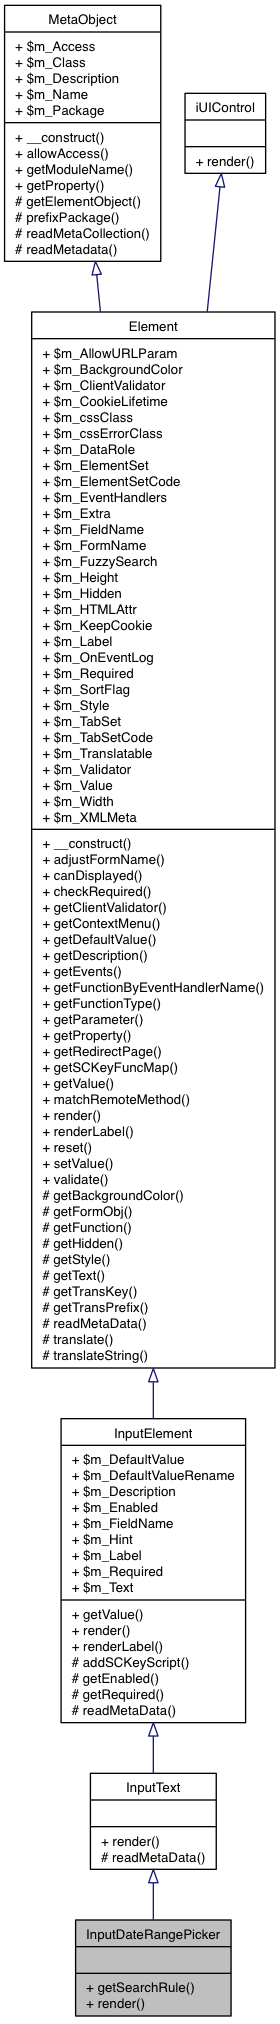 MetaObject
+ $m_Access
+ $m_Class
+ $m_Description
+ $m_Name
+ $m_Package
+ __construct()
+ allowAccess()
+ getModuleName()
+ getProperty()
# getElementObject()
# prefixPackage()
# readMetaCollection()
# readMetadata()
iUIControl
+ render()
Element
+ $m_AllowURLParam
+ $m_BackgroundColor
+ $m_ClientValidator
+ $m_CookieLifetime
+ $m_cssClass
+ $m_cssErrorClass
+ $m_DataRole
+ $m_ElementSet
+ $m_ElementSetCode
+ $m_EventHandlers
+ $m_Extra
+ $m_FieldName
+ $m_FormName
+ $m_FuzzySearch
+ $m_Height
+ $m_Hidden
+ $m_HTMLAttr
+ $m_KeepCookie
+ $m_Label
+ $m_OnEventLog
+ $m_Required
+ $m_SortFlag
+ $m_Style
+ $m_TabSet
+ $m_TabSetCode
+ $m_Translatable
+ $m_Validator
+ $m_Value
+ $m_Width
+ $m_XMLMeta
+ __construct()
+ adjustFormName()
+ canDisplayed()
+ checkRequired()
+ getClientValidator()
+ getContextMenu()
+ getDefaultValue()
+ getDescription()
+ getEvents()
+ getFunctionByEventHandlerName()
+ getFunctionType()
+ getParameter()
+ getProperty()
+ getRedirectPage()
+ getSCKeyFuncMap()
+ getValue()
+ matchRemoteMethod()
+ render()
+ renderLabel()
+ reset()
+ setValue()
+ validate()
# getBackgroundColor()
# getFormObj()
# getFunction()
# getHidden()
# getStyle()
# getText()
# getTransKey()
# getTransPrefix()
# readMetaData()
# translate()
# translateString()
InputElement
+ $m_DefaultValue
+ $m_DefaultValueRename
+ $m_Description
+ $m_Enabled
+ $m_FieldName
+ $m_Hint
+ $m_Label
+ $m_Required
+ $m_Text
+ getValue()
+ render()
+ renderLabel()
# addSCKeyScript()
# getEnabled()
# getRequired()
# readMetaData()
InputText
+ render()
# readMetaData()
InputDateRangePicker
+ getSearchRule()
+ render()